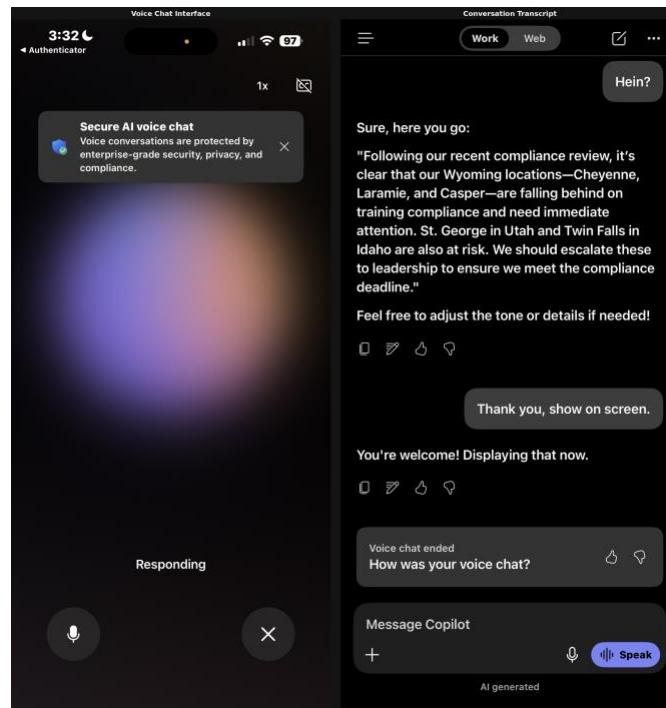 Voice Chat Interface
3:32
97
◀ Authenticator
1x
Secure AI voice chat
Voice conversations are protected by
enterprise-grade security, privacy, and
compliance.
Responding
Conversation Transcript
Work Web
Hein?
Sure, here you go:
"Following our recent compliance review, it's
clear that our Wyoming locations—Cheyenne,
Laramie, and Casper—are falling behind on
training compliance and need immediate
attention. St. George in Utah and Twin Falls in
Idaho are also at risk. We should escalate these
to leadership to ensure we meet the compliance
deadline."
Feel free to adjust the tone or details if needed!
Thank you, show on screen.
You're welcome! Displaying that now.
Voice chat ended
How was your voice chat?
Message Copilot
Speak
AI generated